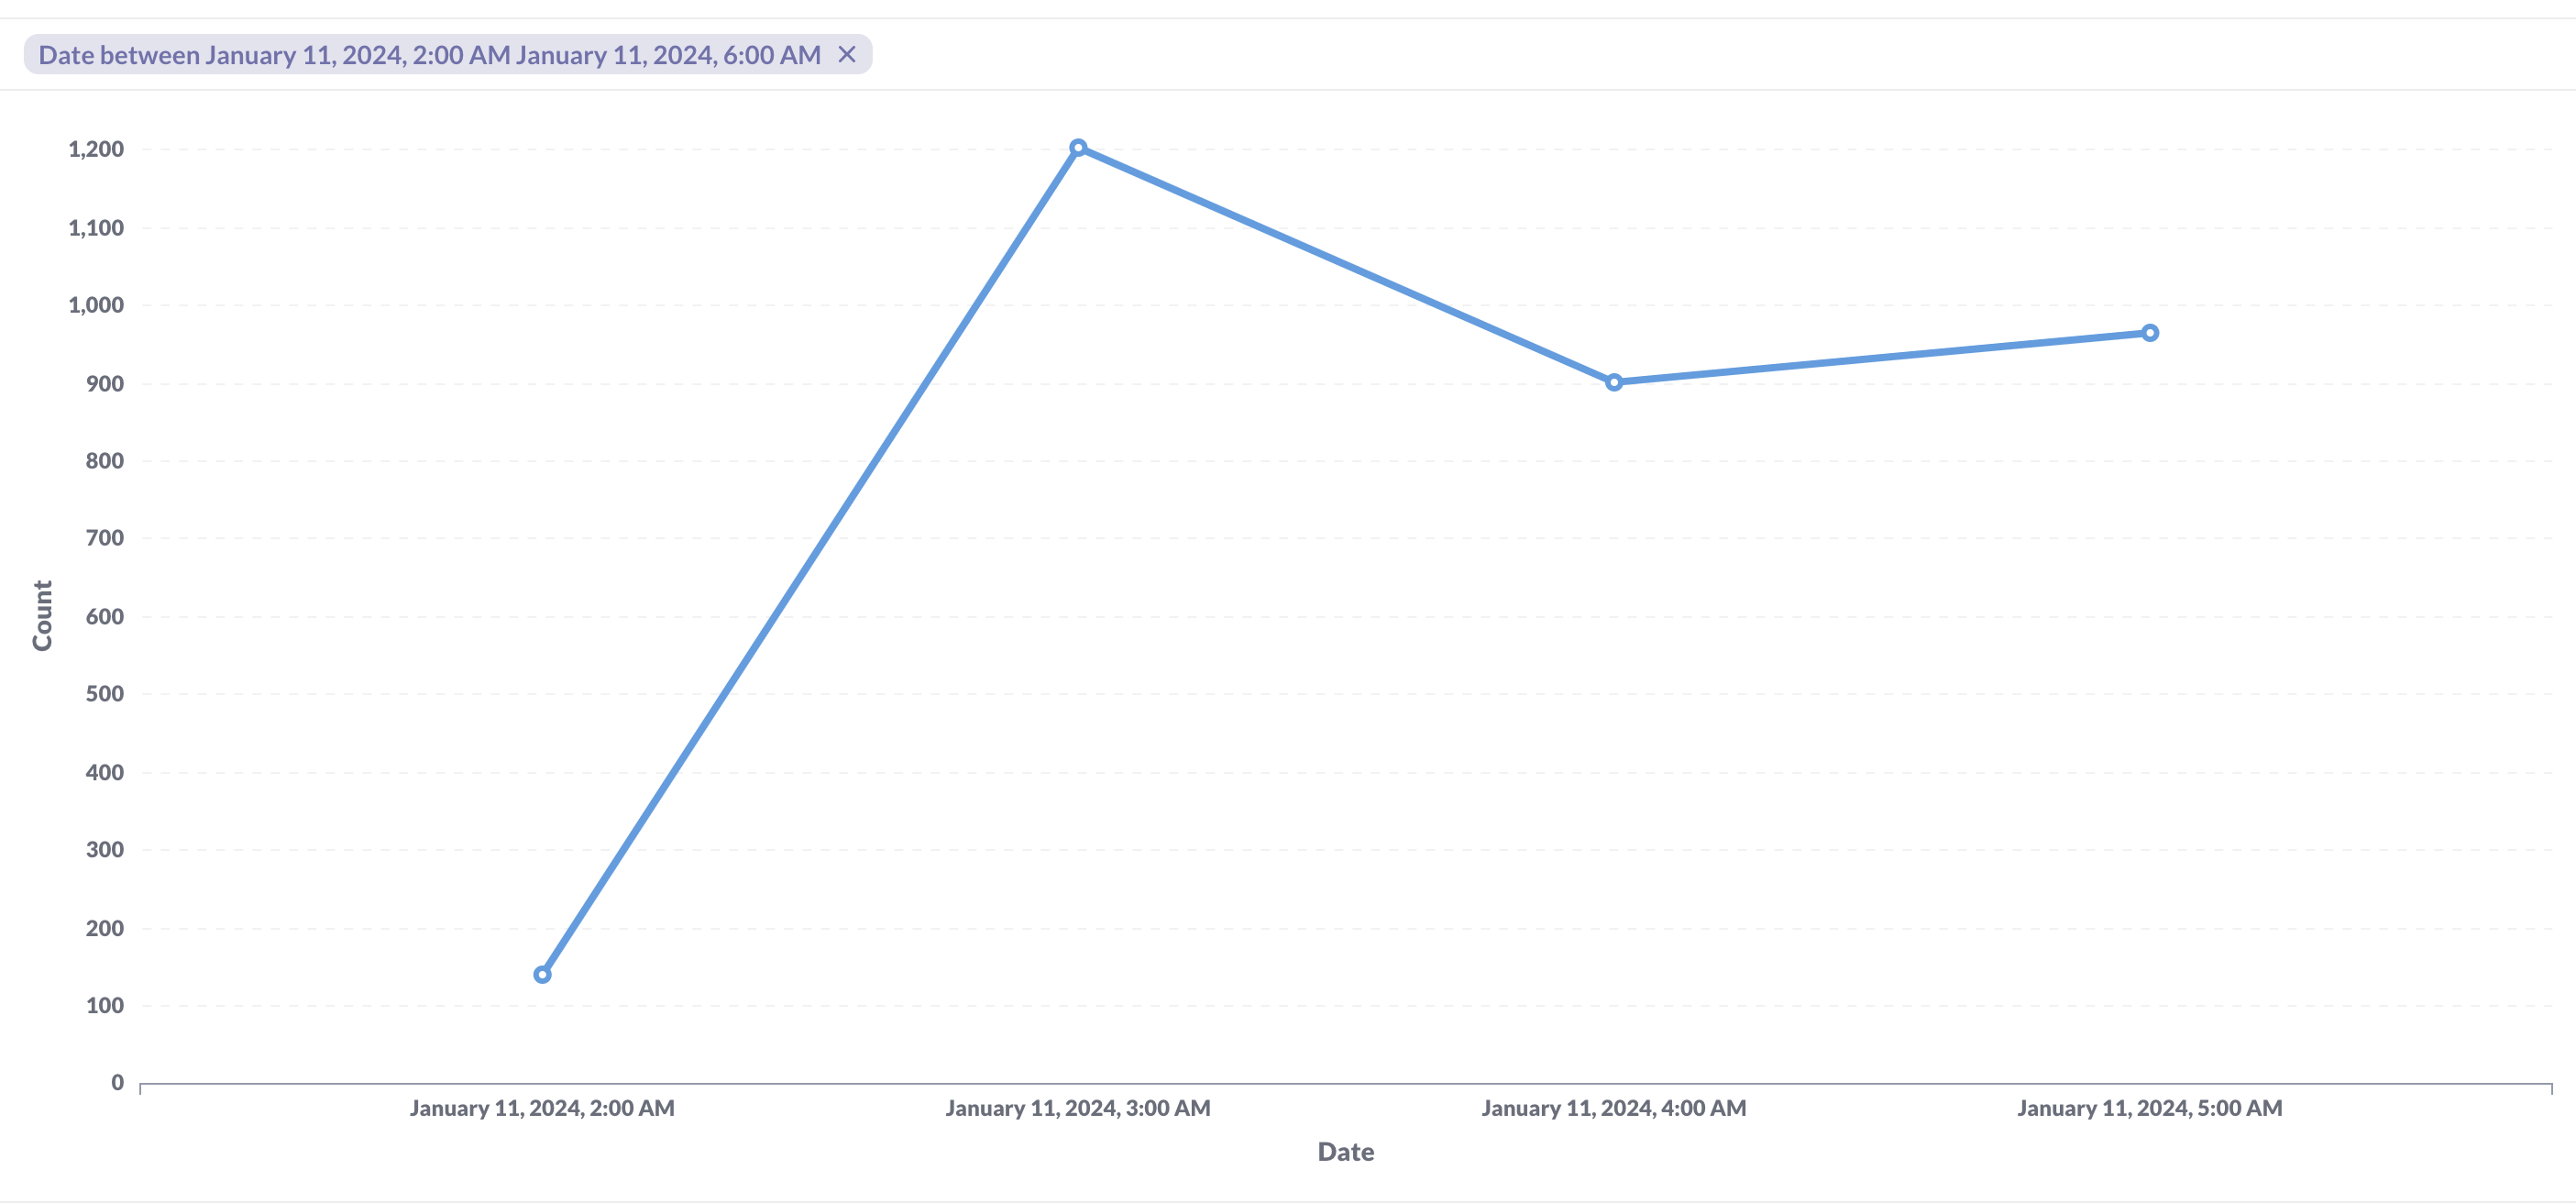 Date between January 11, 2024, 2:00 AM January 11, 2024, 6:00 AM
1,200
1,100
1,000
900
800
700
600
500
400
300
200
100
0
Count
January 11, 2024, 2:00 AM
January 11, 2024, 3:00 AM
January 11, 2024, 4:00 AM
January 11, 2024, 5:00 AM
Date